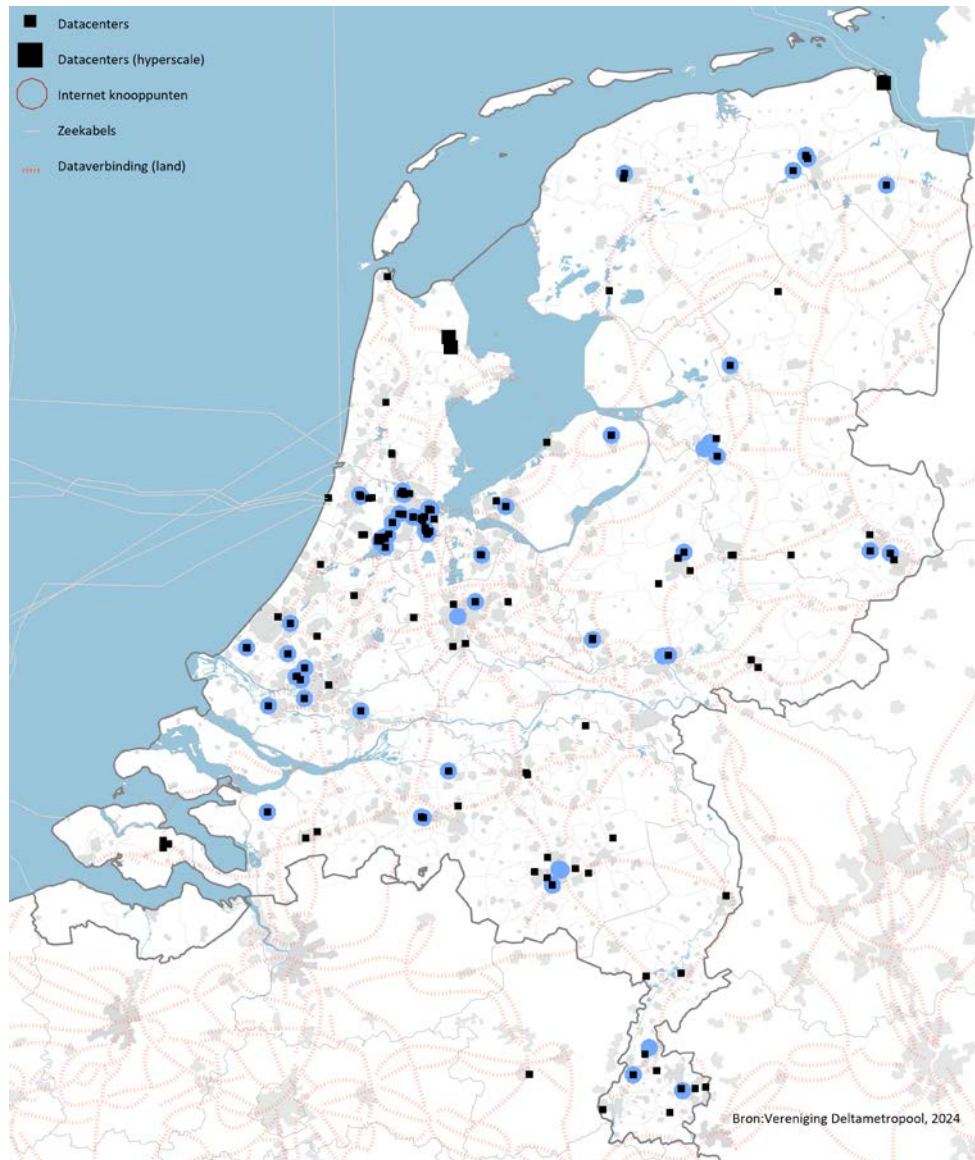 Datacenters
Datacenters (hyperscale)
Internet knooppunten
Zeekabels
Dataverbinding (land)
Bron:Vereniging Deltametropool, 2024